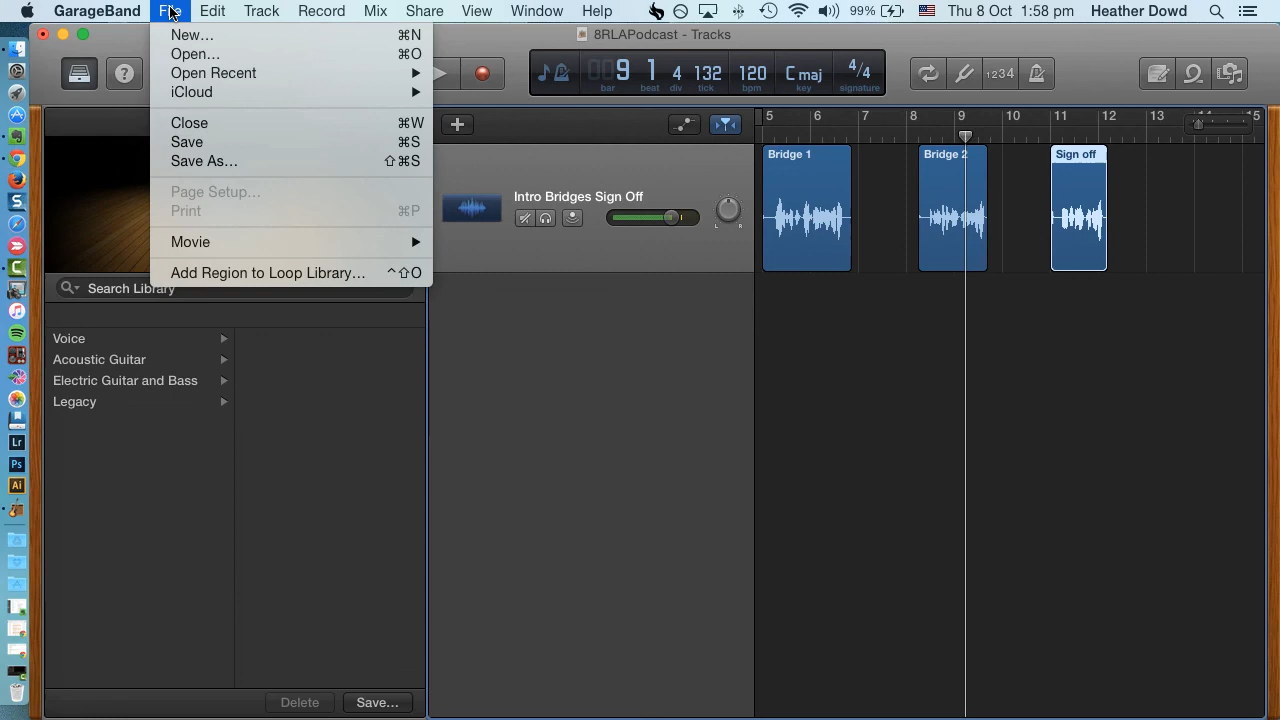 GarageBand File Edit Track Record Mix Share View Window Help 99% Thu 8 Oct 1:58 pm Heather Dowd
8RLAPodcast - Tracks
New… ⌘N
Open… ⌘O
Open Recent
iCloud
Close ⌘W
Save ⌘S
Save As… ⇧⌘S
Page Setup…
Print ⌘P
Movie
Add Region to Loop Library… ^⇧O
9 1 4 132 120 C maj 4/4
bar beat div tick bpm key signature
1234
5 6 7 8 9 10 11 12 13 14 15
Bridge 1 Bridge 2 Sign off
Intro Bridges Sign Off
L R
Search Library
Voice
Acoustic Guitar
Electric Guitar and Bass
Legacy
Lr
Ps
Ai
Delete Save…